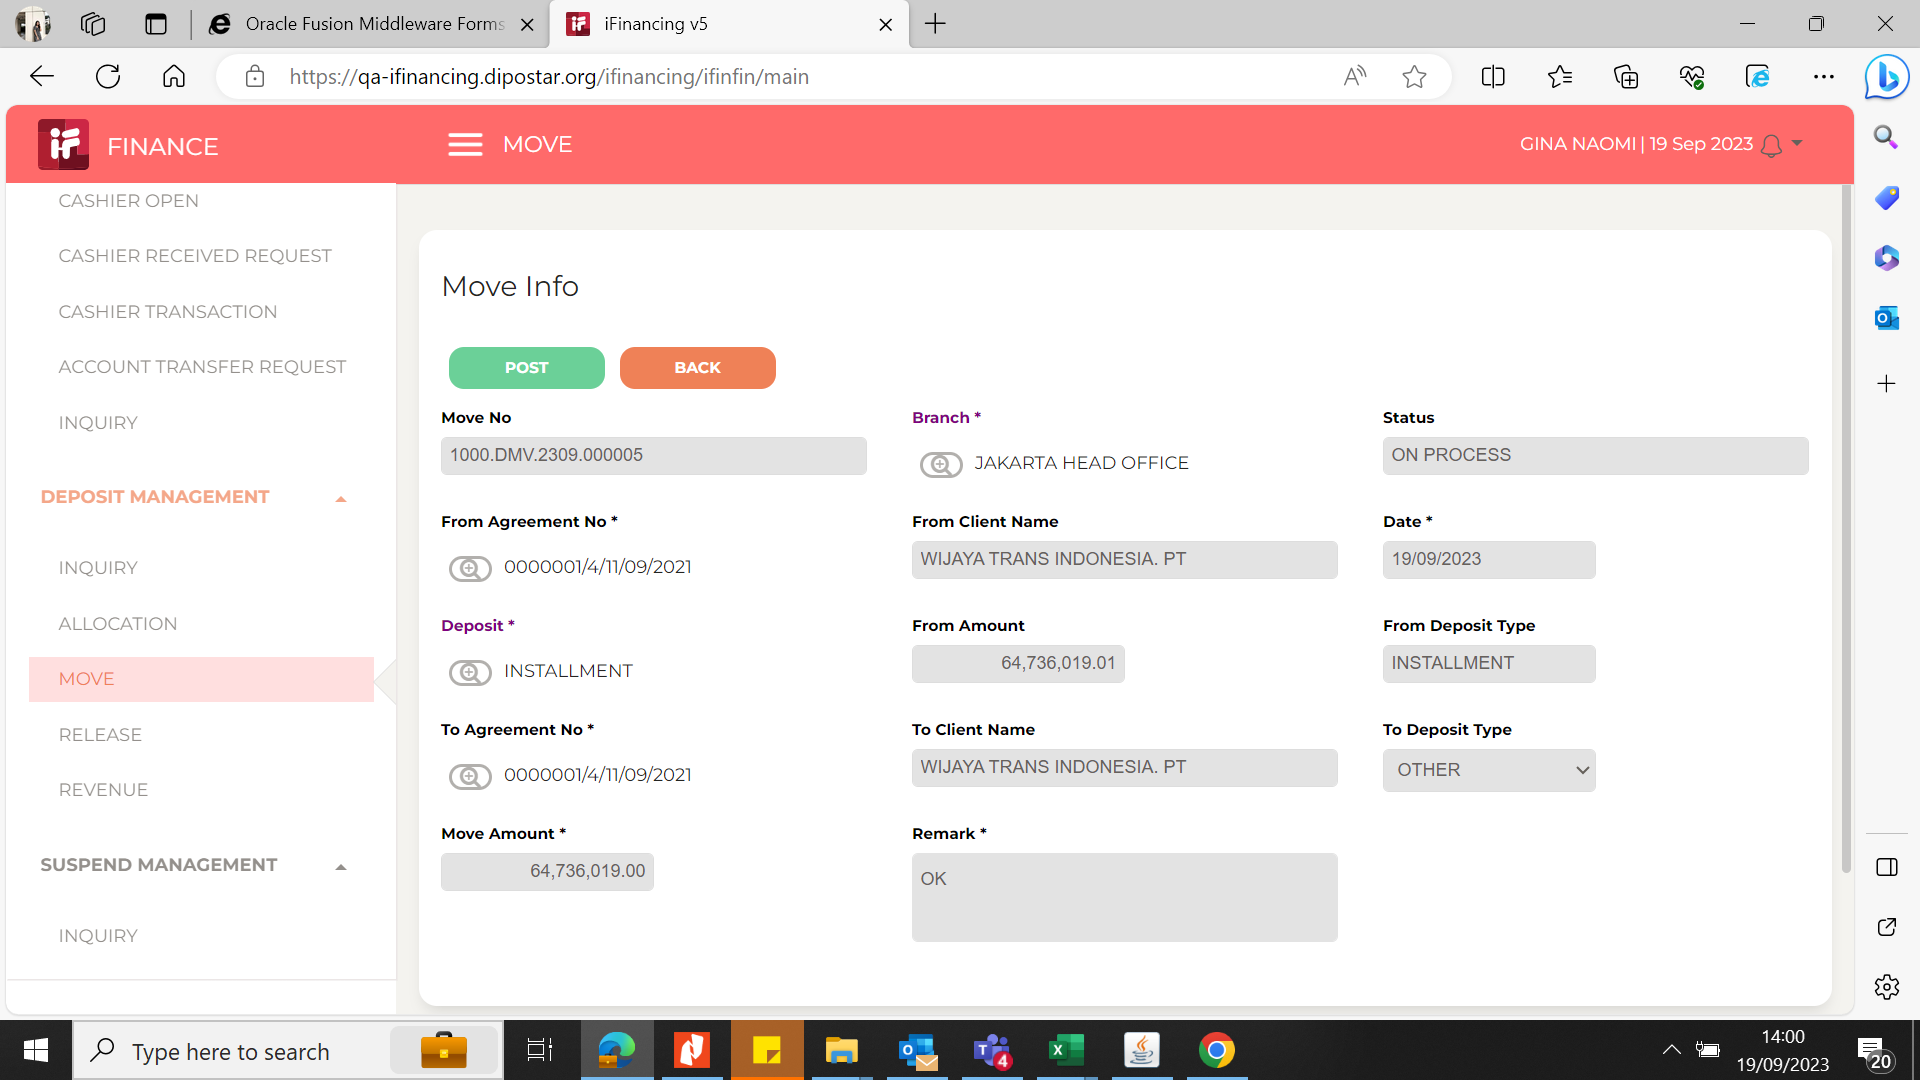 Oracle Fusion Middleware Forms
iFinancing v5
https://qa-ifinancing.dipostar.org/ifinancing/ifinfin/main
iF FINANCE
MOVE
GINA NAOMI | 19 Sep 2023
CASHIER OPEN
CASHIER RECEIVED REQUEST
CASHIER TRANSACTION
ACCOUNT TRANSFER REQUEST
INQUIRY
DEPOSIT MANAGEMENT
INQUIRY
ALLOCATION
MOVE
RELEASE
REVENUE
SUSPEND MANAGEMENT
INQUIRY
Move Info
POST BACK
Move No Branch * Status
1000.DMV.2309.000005 JAKARTA HEAD OFFICE ON PROCESS
From Agreement No * From Client Name Date *
0000001/4/11/09/2021 WIJAYA TRANS INDONESIA. PT 19/09/2023
Deposit * From Amount From Deposit Type
INSTALLMENT 64,736,019.01 INSTALLMENT
To Agreement No * To Client Name To Deposit Type
0000001/4/11/09/2021 WIJAYA TRANS INDONESIA. PT OTHER
Move Amount * Remark *
64,736,019.00 OK
Type here to search
4
14:00
19/09/2023
20